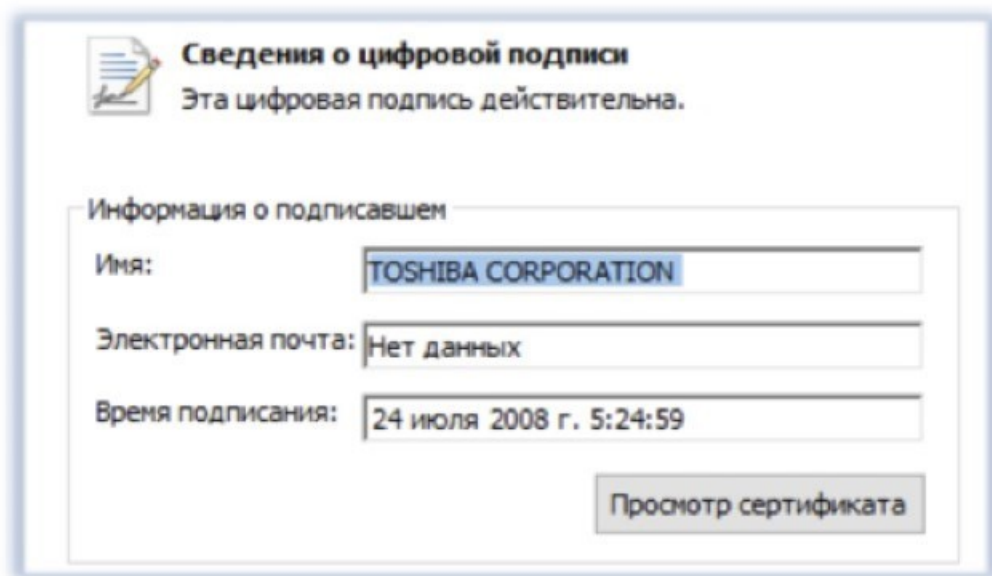 Сведения о цифровой подписи
Эта цифровая подпись действительна.
Информация о подписавшем
Имя: TOSHIBA CORPORATION
Электронная почта: Нет данных
Время подписания: 24 июля 2008 г. 5:24:59
Просмотр сертификата